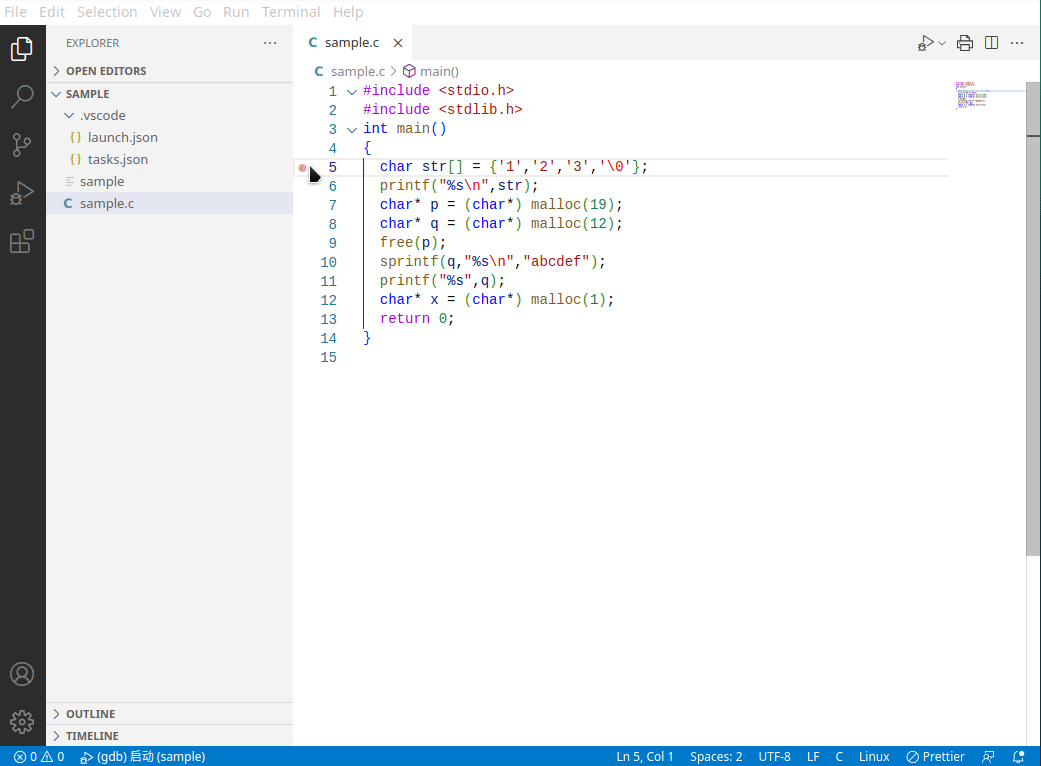 File Edit Selection View Go Run Terminal Help
EXPLORER
sample.c
OPEN EDITORS
SAMPLE
.vscode
launch.json
tasks.json
sample
sample.c
OUTLINE
TIMELINE
C sample.c
C sample.c > main()
1 #include <stdio.h>
2 #include <stdlib.h>
3 int main()
4 {
5 char str[] = {'1','2','3','\0'};
6 printf("%s\n",str);
7 char* p = (char*) malloc(19);
8 char* q = (char*) malloc(12);
9 free(p);
10 sprintf(q,"%s\n","abcdef");
11 printf("%s",q);
12 char* x = (char*) malloc(1);
13 return 0;
14 }
15
0 0 (gdb) 启动 (sample) Ln 5, Col 1 Spaces: 2 UTF-8 LF C Linux Prettier